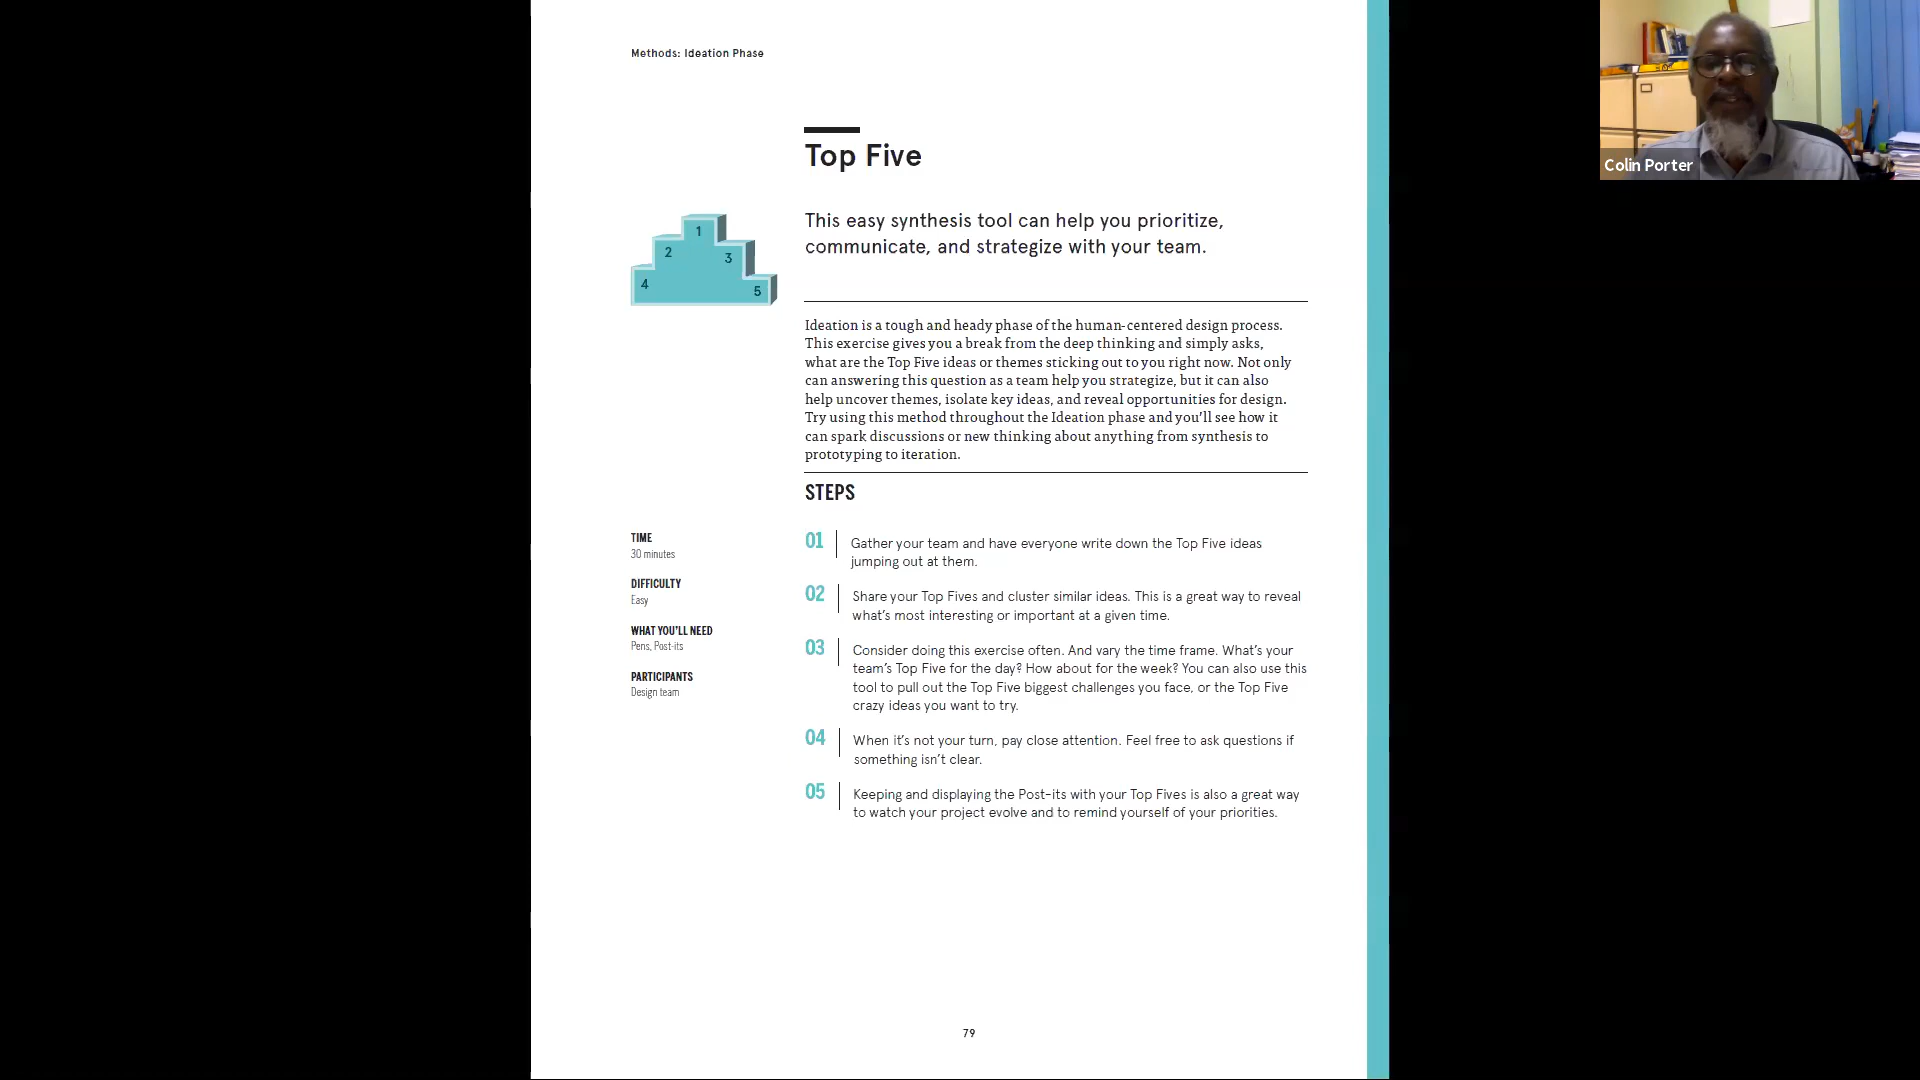 Methods: Ideation Phase
Top Five
This easy synthesis tool can help you prioritize,
communicate, and strategize with your team.
1
2
3
4
5
Ideation is a tough and heady phase of the human-centered design process.
This exercise gives you a break from the deep thinking and simply asks,
what are the Top Five ideas or themes sticking out to you right now. Not only
can answering this question as a team help you strategize, but it can also
help uncover themes, isolate key ideas, and reveal opportunities for design.
Try using this method throughout the Ideation phase and you'll see how it
can spark discussions or new thinking about anything from synthesis to
prototyping to iteration.
STEPS
TIME
30 minutes
DIFFICULTY
Easy
WHAT YOU'LL NEED
Pens, Post-its
PARTICIPANTS
Design team
01 Gather your team and have everyone write down the Top Five ideas
jumping out at them.
02 Share your Top Fives and cluster similar ideas. This is a great way to reveal
what's most interesting or important at a given time.
03 Consider doing this exercise often. And vary the time frame. What's your
team's Top Five for the day? How about for the week? You can also use this
tool to pull out the Top Five biggest challenges you face, or the Top Five
crazy ideas you want to try.
04 When it's not your turn, pay close attention. Feel free to ask questions if
something isn't clear.
05 Keeping and displaying the Post-its with your Top Fives is also a great way
to watch your project evolve and to remind yourself of your priorities.
79
Colin Porter